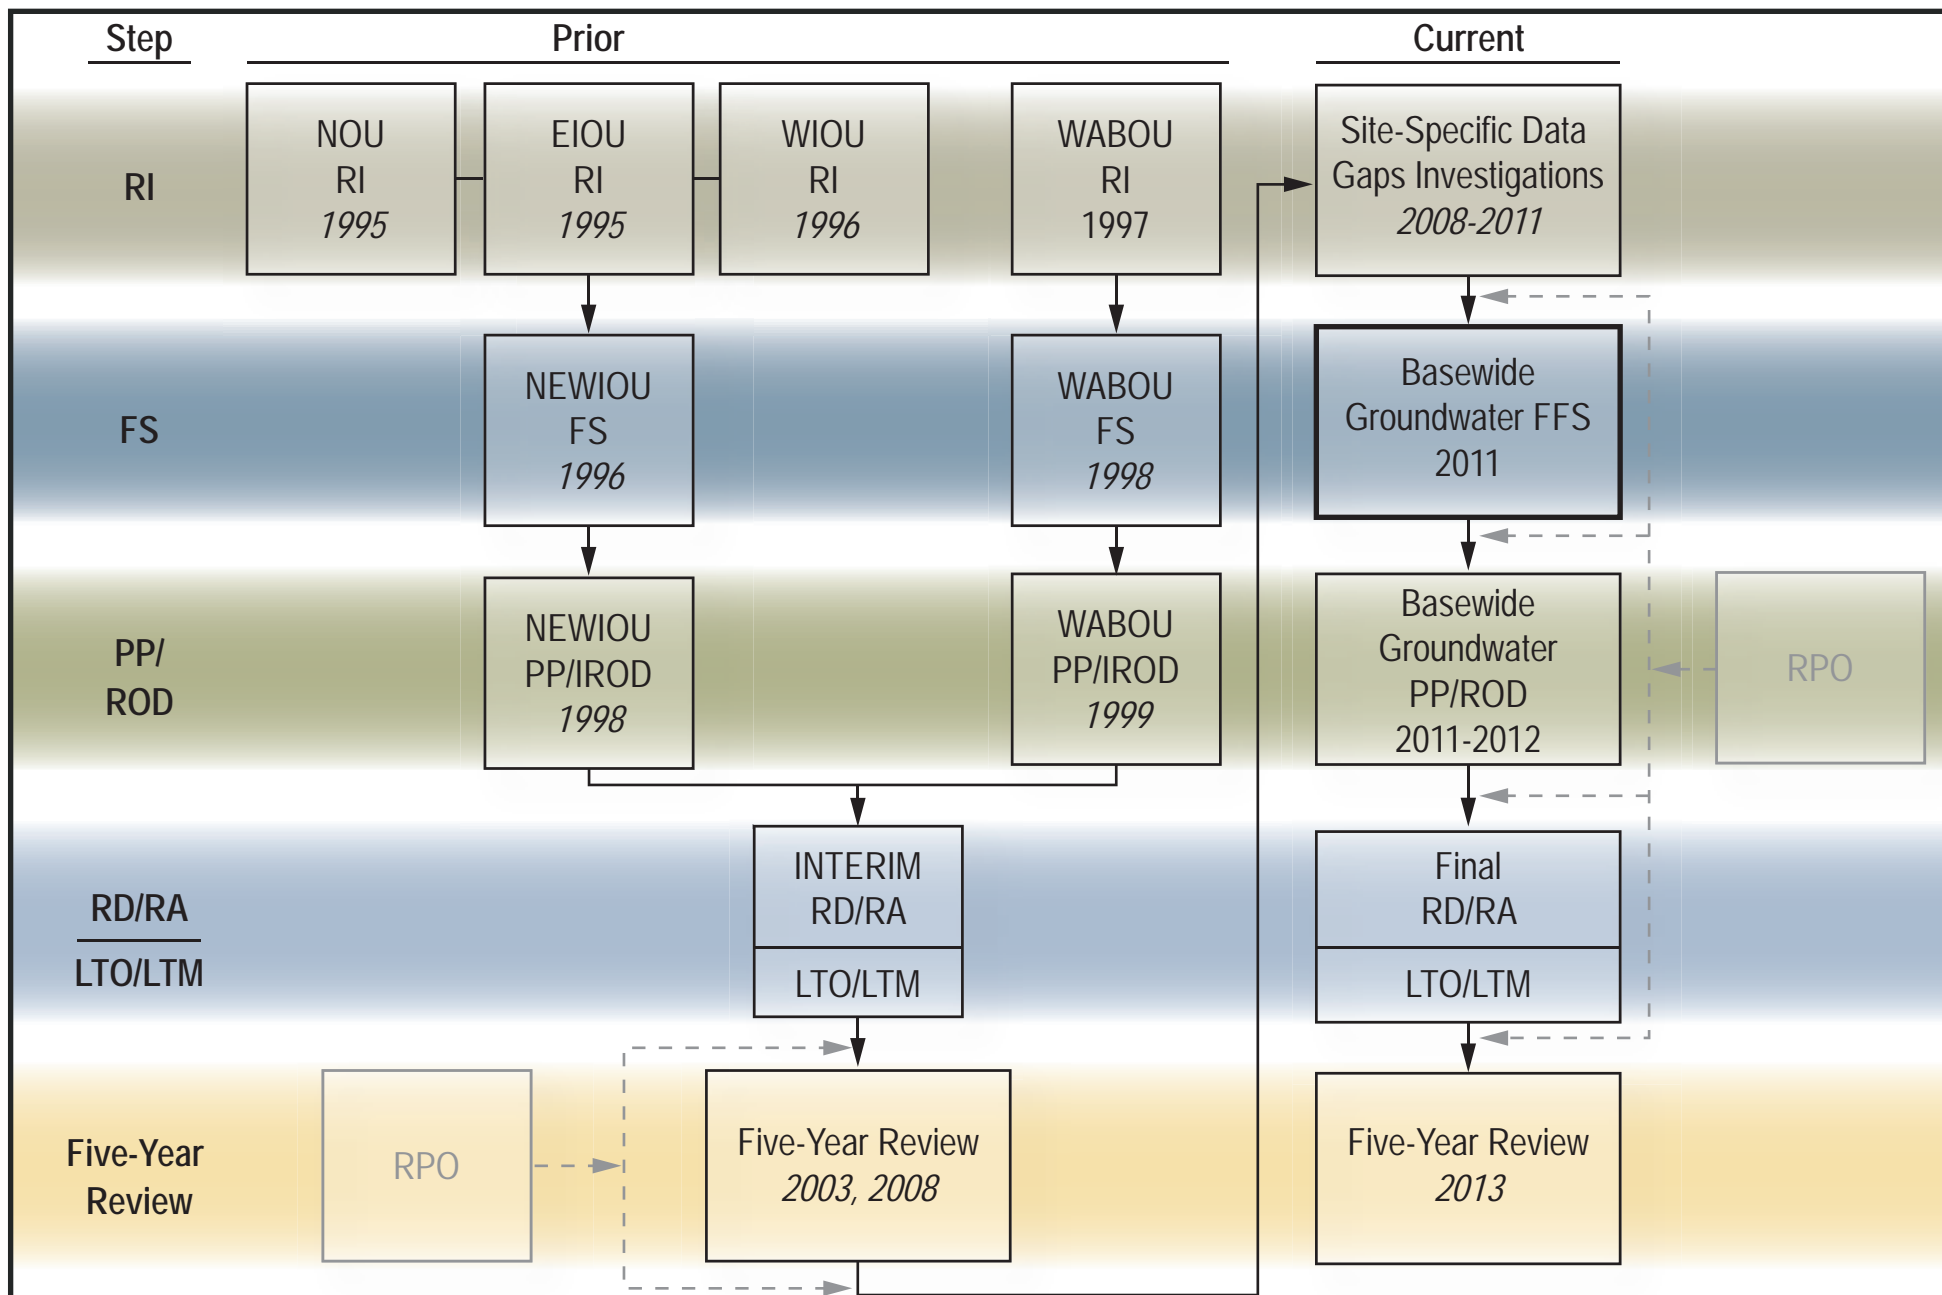 Step
Prior
Current
RI
NOU
RI
1995
EIOU
RI
1995
WIOU
RI
1996
WABOU
RI
1997
Site-Specific Data
Gaps Investigations
2008-2011
FS
NEWIOU
FS
1996
WABOU
FS
1998
Basewide
Groundwater FFS
2011
PP/
ROD
NEWIOU
PP/IROD
1998
WABOU
PP/IROD
1999
Basewide
Groundwater
PP/ROD
2011-2012
RPO
RD/RA
LTO/LTM
INTERIM
RD/RA
LTO/LTM
Final
RD/RA
LTO/LTM
Five-Year
Review
RPO
Five-Year Review
2003, 2008
Five-Year Review
2013